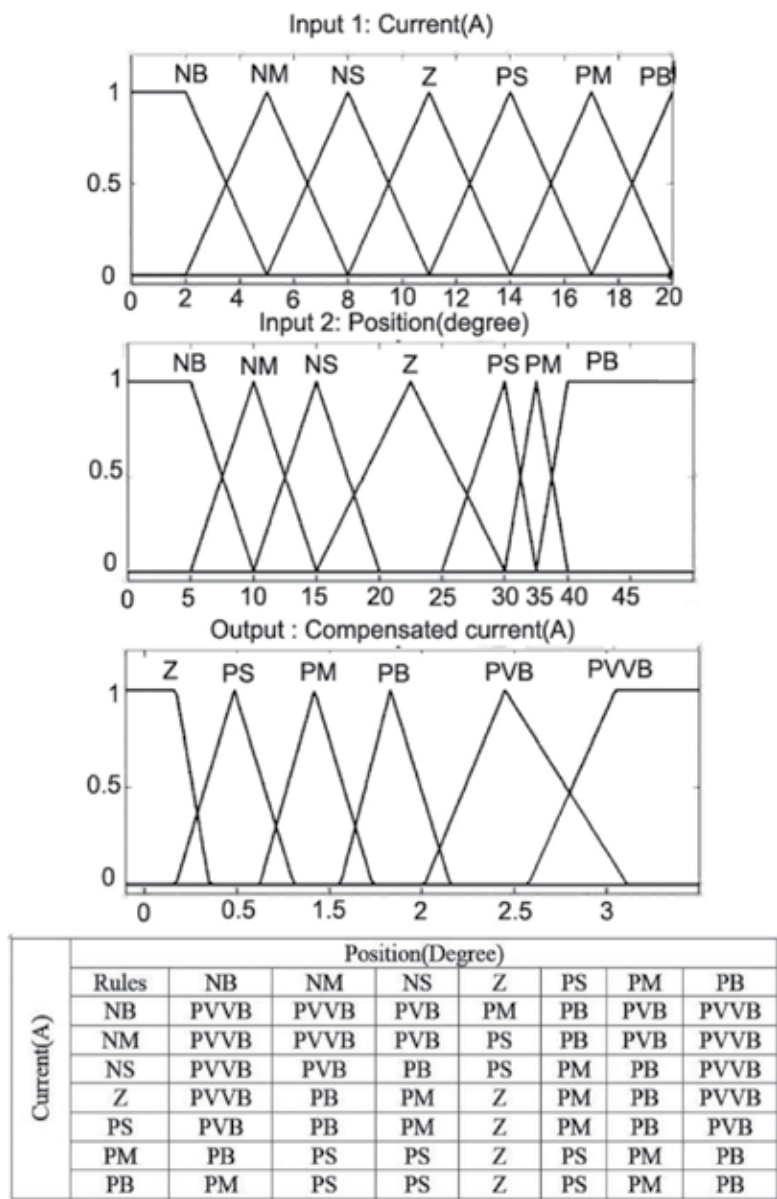 Input 1: Current(A)
NB NM NS Z PS PM PB
1
0.5
0
0 2 4 6 8 10 12 14 16 18 20
Input 2: Position(degree)
NB NM NS Z PS PM PB
1
0.5
0
0 5 10 15 20 25 30 35 40 45
Output : Compensated current(A)
Z PS PM PB PVB PVVB
1
0.5
0
0 0.5 1.5 2 2.5 3
Current(A)
Position(Degree)
Rules NB NM NS Z PS PM PB
NB PVVB PVVB PVB PM PB PVB PVVB
NM PVVB PVVB PVB PS PB PVB PVVB
NS PVVB PVB PB PS PM PB PVVB
Z PVVB PB PM Z PM PB PVVB
PS PVB PB PM Z PM PB PVB
PM PB PS PS Z PS PM PB
PB PM PS PS Z PS PM PB